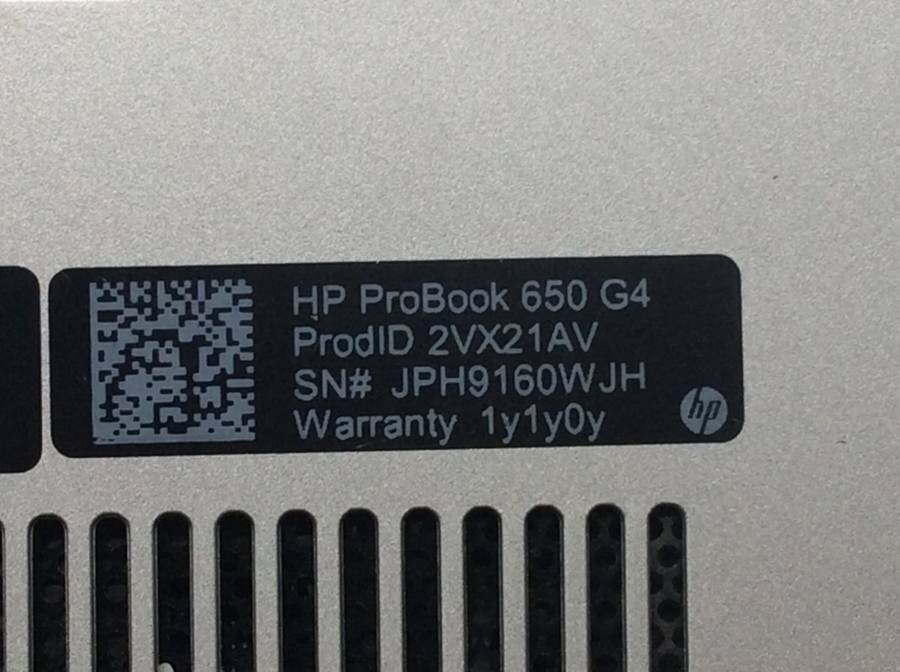 HP ProBook 650 G4
ProdID 2VX21AV
SN# JPH9160WJH
Warranty 1y1y0y
hp